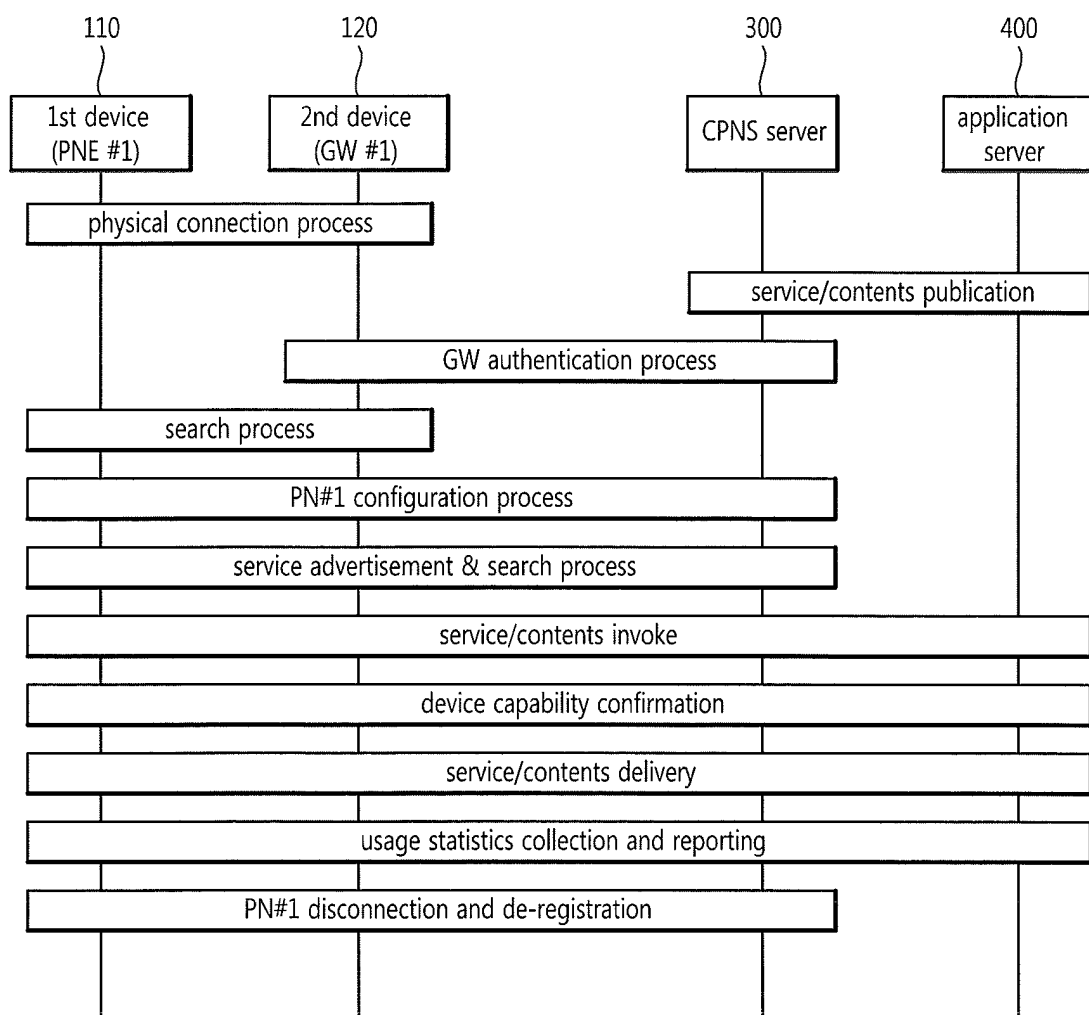 110
120
300
400
1st device
(PNE #1)
2nd device
(GW #1)
CPNS server
application
server
physical connection process
service/contents publication
GW authentication process
search process
PN#1 configuration process
service advertisement & search process
service/contents invoke
device capability confirmation
service/contents delivery
usage statistics collection and reporting
PN#1 disconnection and de-registration